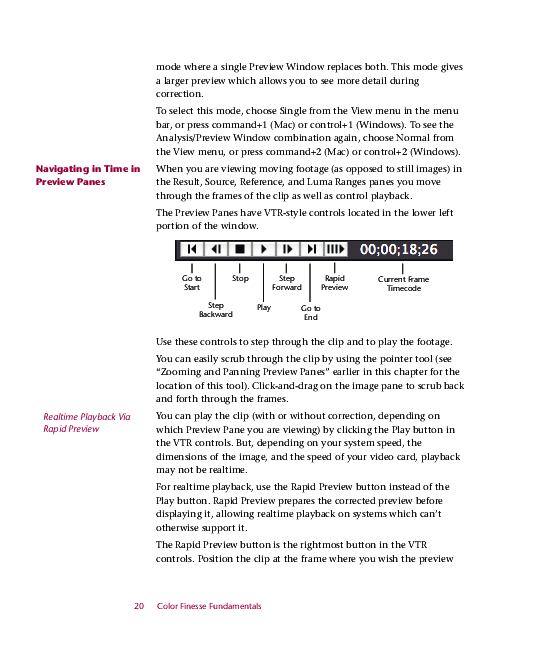 mode where a single Preview Window replaces both. This mode gives
a larger preview which allows you to see more detail during
correction.
To select this mode, choose Single from the View menu in the menu
bar, or press command+1 (Mac) or control+1 (Windows). To see the
Analysis/Preview Window combination again, choose Normal from
the View menu, or press command+2 (Mac) or control+2 (Windows).
Navigating in Time in
Preview Panes
When you are viewing moving footage (as opposed to still images) in
the Result, Source, Reference, and Luma Ranges panes you move
through the frames of the clip as well as control playback.
The Preview Panes have VTR-style controls located in the lower left
portion of the window.
00;00;18;26
Go to
Start
Step
Backward
Stop
Play
Step
Forward
Go to
End
Rapid
Preview
Current Frame
Timecode
Use these controls to step through the clip and to play the footage.
You can easily scrub through the clip by using the pointer tool (see
“Zooming and Panning Preview Panes” earlier in this chapter for the
location of this tool). Click-and-drag on the image pane to scrub back
and forth through the frames.
Realtime Playback Via
Rapid Preview
You can play the clip (with or without correction, depending on
which Preview Pane you are viewing) by clicking the Play button in
the VTR controls. But, depending on your system speed, the
dimensions of the image, and the speed of your video card, playback
may not be realtime.
For realtime playback, use the Rapid Preview button instead of the
Play button. Rapid Preview prepares the corrected preview before
displaying it, allowing realtime playback on systems which can’t
otherwise support it.
The Rapid Preview button is the rightmost button in the VTR
controls. Position the clip at the frame where you wish the preview
20 Color Finesse Fundamentals